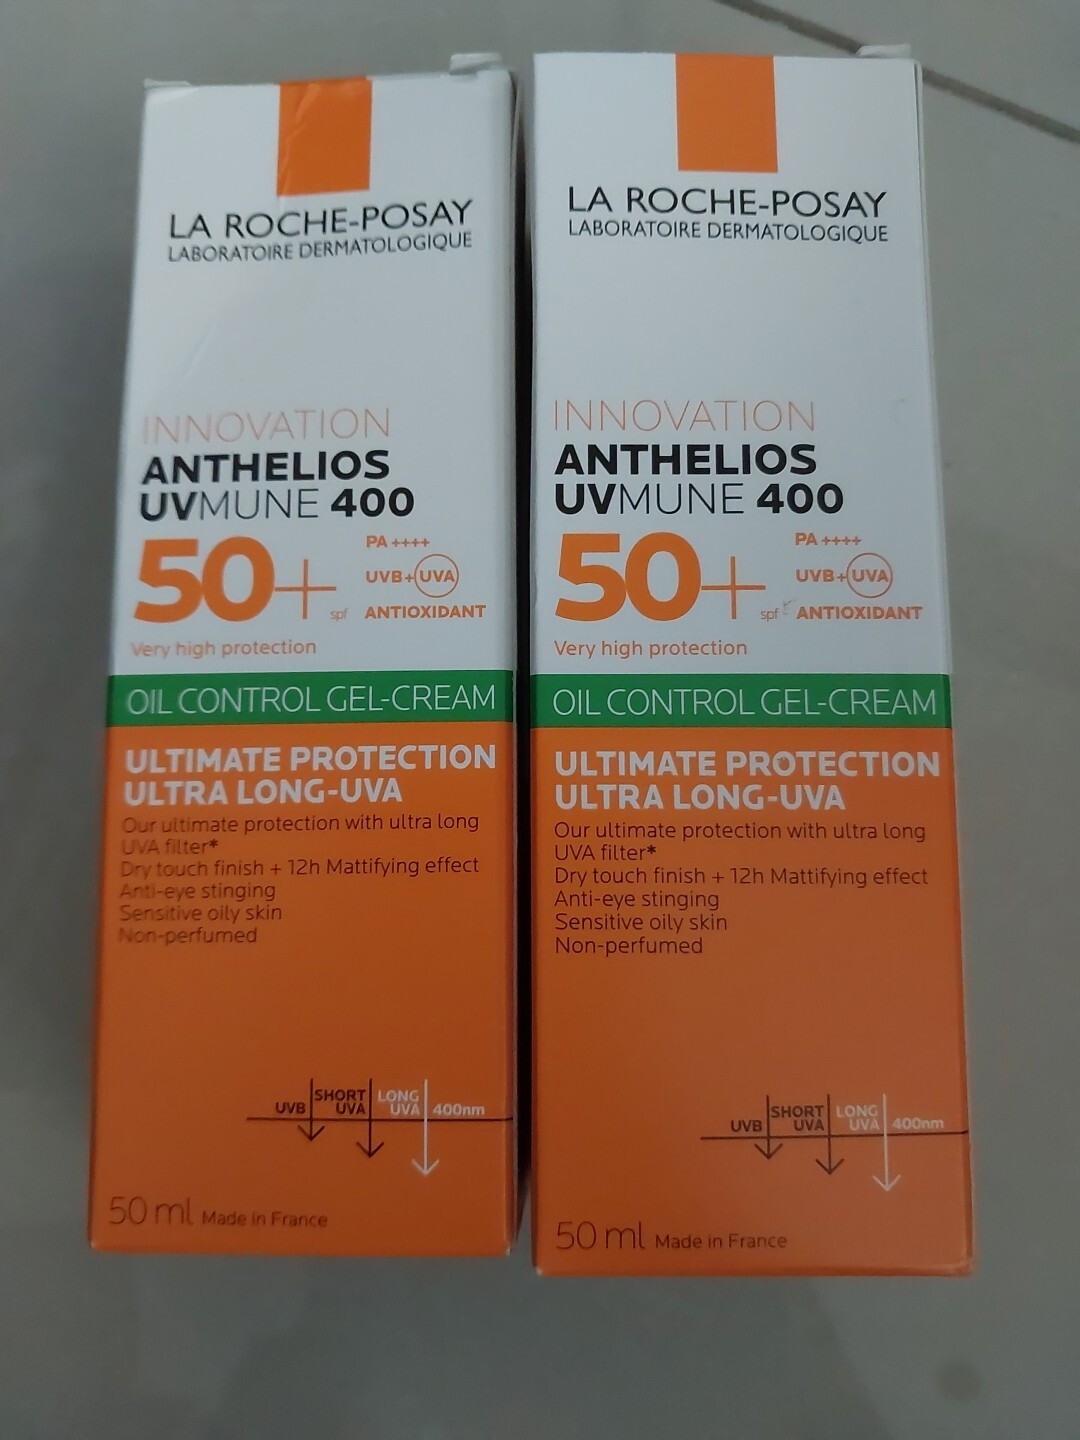 LA ROCHE-POSAY
LABORATOIRE DERMATOLOGIQUE
INNOVATION
ANTHELIOS
UVMUNE 400
50+ spf
PA ++++
UVB+UVA
ANTIOXIDANT
Very high protection
OIL CONTROL GEL-CREAM
ULTIMATE PROTECTION
ULTRA LONG-UVA
Our ultimate protection with ultra long
UVA filter*
Dry touch finish + 12h Mattifying effect
Anti-eye stinging
Sensitive oily skin
Non-perfumed
UVB
SHORT
UVA
LONG
UVA
400nm
50 ml Made in France
LA ROCHE-POSAY
LABORATOIRE DERMATOLOGIQUE
INNOVATION
ANTHELIOS
UVMUNE 400
50+ spf
PA ++++
UVB+UVA
ANTIOXIDANT
Very high protection
OIL CONTROL GEL-CREAM
ULTIMATE PROTECTION
ULTRA LONG-UVA
Our ultimate protection with ultra long
UVA filter*
Dry touch finish + 12h Mattifying effect
Anti-eye stinging
Sensitive oily skin
Non-perfumed
UVB
SHORT
UVA
LONG
UVA
400nm
50 ml Made in France